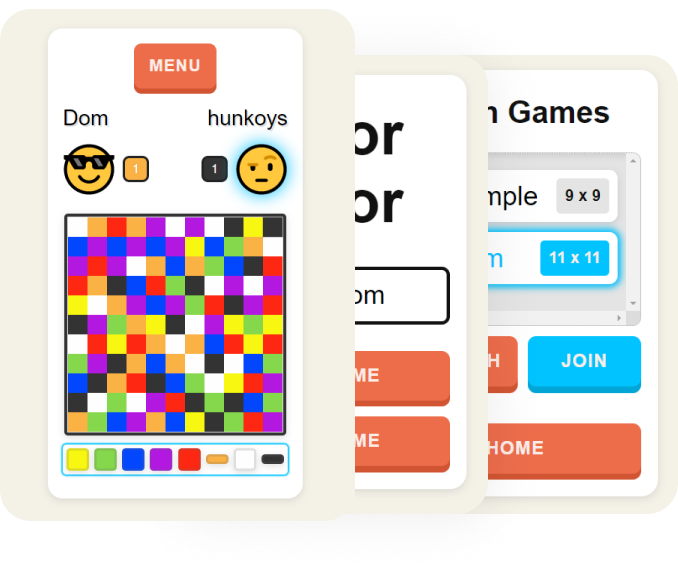 MENU
Dom
hunkoys
1
1
or
or
om
ME
ME
n Games
mple
9 x 9
m
11 x 11
H
JOIN
HOME